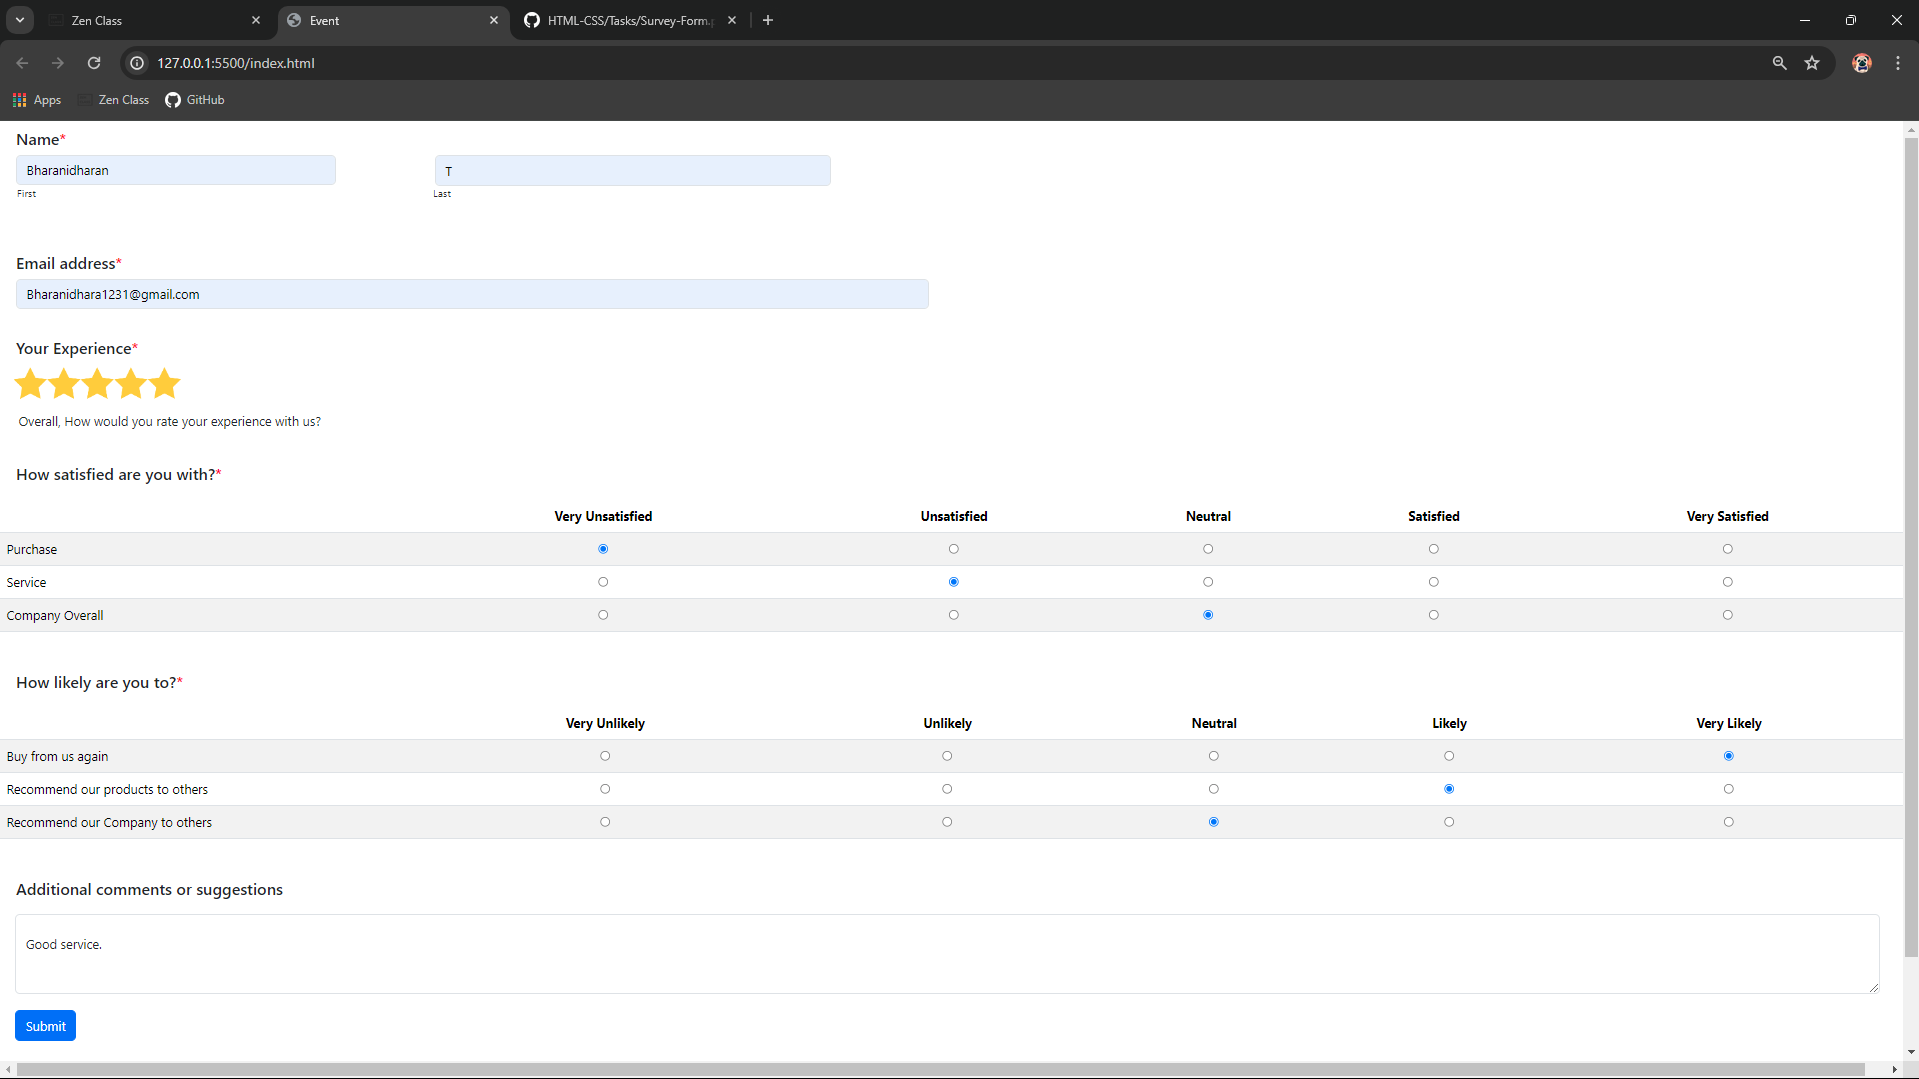 Zen Class
Event
HTML-CSS/Tasks/Survey-Form.
127.0.0.1:5500/index.html
Apps
Zen Class
GitHub
Name*
Bharanidharan
T
First
Last
Email address*
Bharanidhara1231@gmail.com
Your Experience*
Overall, How would you rate your experience with us?
How satisfied are you with?*
Very Unsatisfied Unsatisfied Neutral Satisfied Very Satisfied
Purchase
Service
Company Overall
How likely are you to?*
Very Unlikely Unlikely Neutral Likely Very Likely
Buy from us again
Recommend our products to others
Recommend our Company to others
Additional comments or suggestions
Good service.
Submit